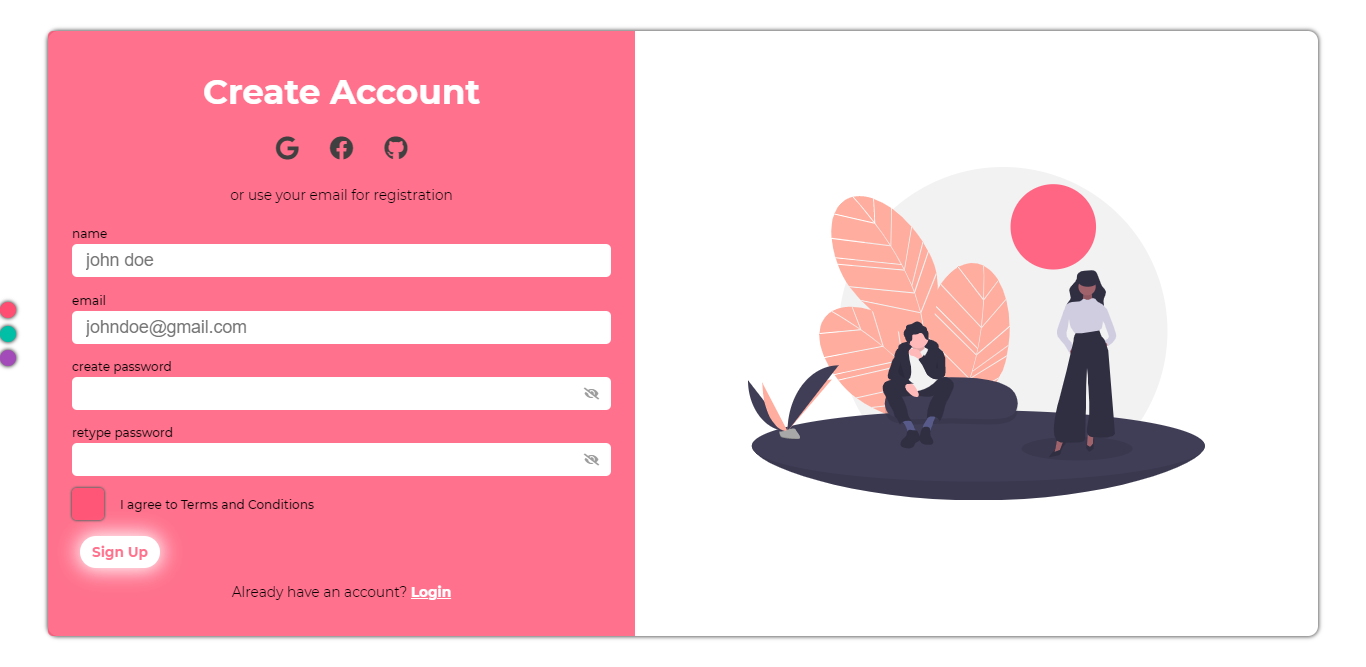 Create Account
or use your email for registration
name
john doe
email
johndoe@gmail.com
create password
retype password
I agree to Terms and Conditions
Sign Up
Already have an account? Login